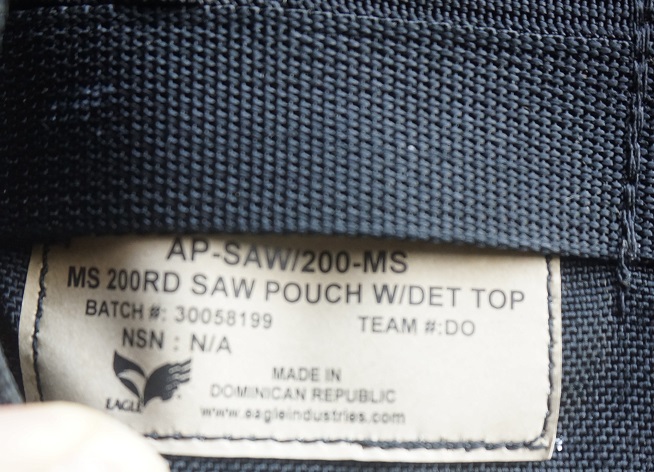 AP-SAW/200-MS
MS 200RD SAW POUCH W/DET TOP
BATCH #: 30058199 TEAM #:DO
NSN : N/A
MADE IN
DOMINICAN REPUBLIC
EAGLE
www.eagleindustries.com